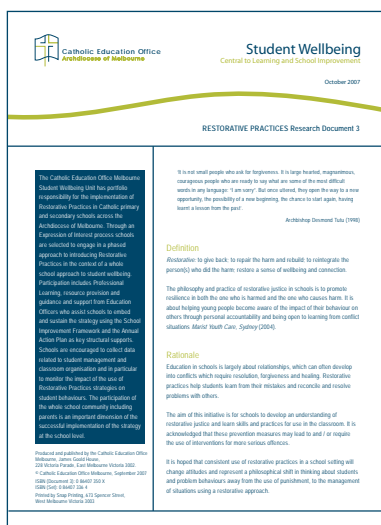 Catholic Education Office
Archdiocese of Melbourne
Student Wellbeing
Central to Learning and School Improvement
October 2007
RESTORATIVE PRACTICES Research Document 3
The Catholic Education Office Melbourne
Student Wellbeing Unit has portfolio
responsibility for the implementation of
Restorative Practices in Catholic primary
and secondary schools across the
Archdiocese of Melbourne. Through an
Expression of Interest process schools
are selected to engage in a phased
approach to introducing Restorative
Practices in the context of a whole
school approach to student wellbeing.
Participation includes Professional
Learning, resource provision and
guidance and support from Education
Officers who assist schools to embed
and sustain the strategy using the School
Improvement Framework and the Annual
Action Plan as key structural supports.
Schools are encouraged to collect data
related to student management and
classroom organisation and in particular
to monitor the impact of the use of
Restorative Practices strategies on
student behaviours. The participation of
the whole school community including
parents is an important dimension of the
successful implementation of the strategy
at the school level.
Produced and published by the Catholic Education Office
Melbourne, James Goold House,
228 Victoria Parade, East Melbourne Victoria 3002.
© Catholic Education Office Melbourne, September 2007
ISBN (Document 3): 0 86407 350 X
ISBN (Set): 0 86407 336 4
Printed by Snap Printing, 673 Spencer Street,
West Melbourne Victoria 3003.
'It is not small people who ask for forgiveness. It is large hearted, magnanimous,
courageous people who are ready to say what are some of the most difficult
words in any language: "I am sorry". But once uttered, they open the way to a new
opportunity, the possibility of a new beginning, the chance to start again, having
learnt a lesson from the past'.
Archbishop Desmond Tutu (1998)
Definition
Restorative: to give back; to repair the harm and rebuild; to reintegrate the
person(s) who did the harm; restore a sense of wellbeing and connection.
The philosophy and practice of restorative justice in schools is to promote
resilience in both the one who is harmed and the one who causes harm. It is
about helping young people become aware of the impact of their behaviour on
others through personal accountability and being open to learning from conflict
situations. Marist Youth Care, Sydney (2004).
Rationale
Education in schools is largely about relationships, which can often develop
into conflicts which require resolution, forgiveness and healing. Restorative
practices help students learn from their mistakes and reconcile and resolve
problems with others.
The aim of this initiative is for schools to develop an understanding of
restorative justice and learn skills and practices for use in the classroom. It is
acknowledged that these prevention measures may lead to and / or require
the use of interventions for more serious offences.
It is hoped that consistent use of restorative practices in a school setting will
change attitudes and represent a philosophical shift in thinking about students
and problem behaviours away from the use of punishment, to the management
of situations using a restorative approach.